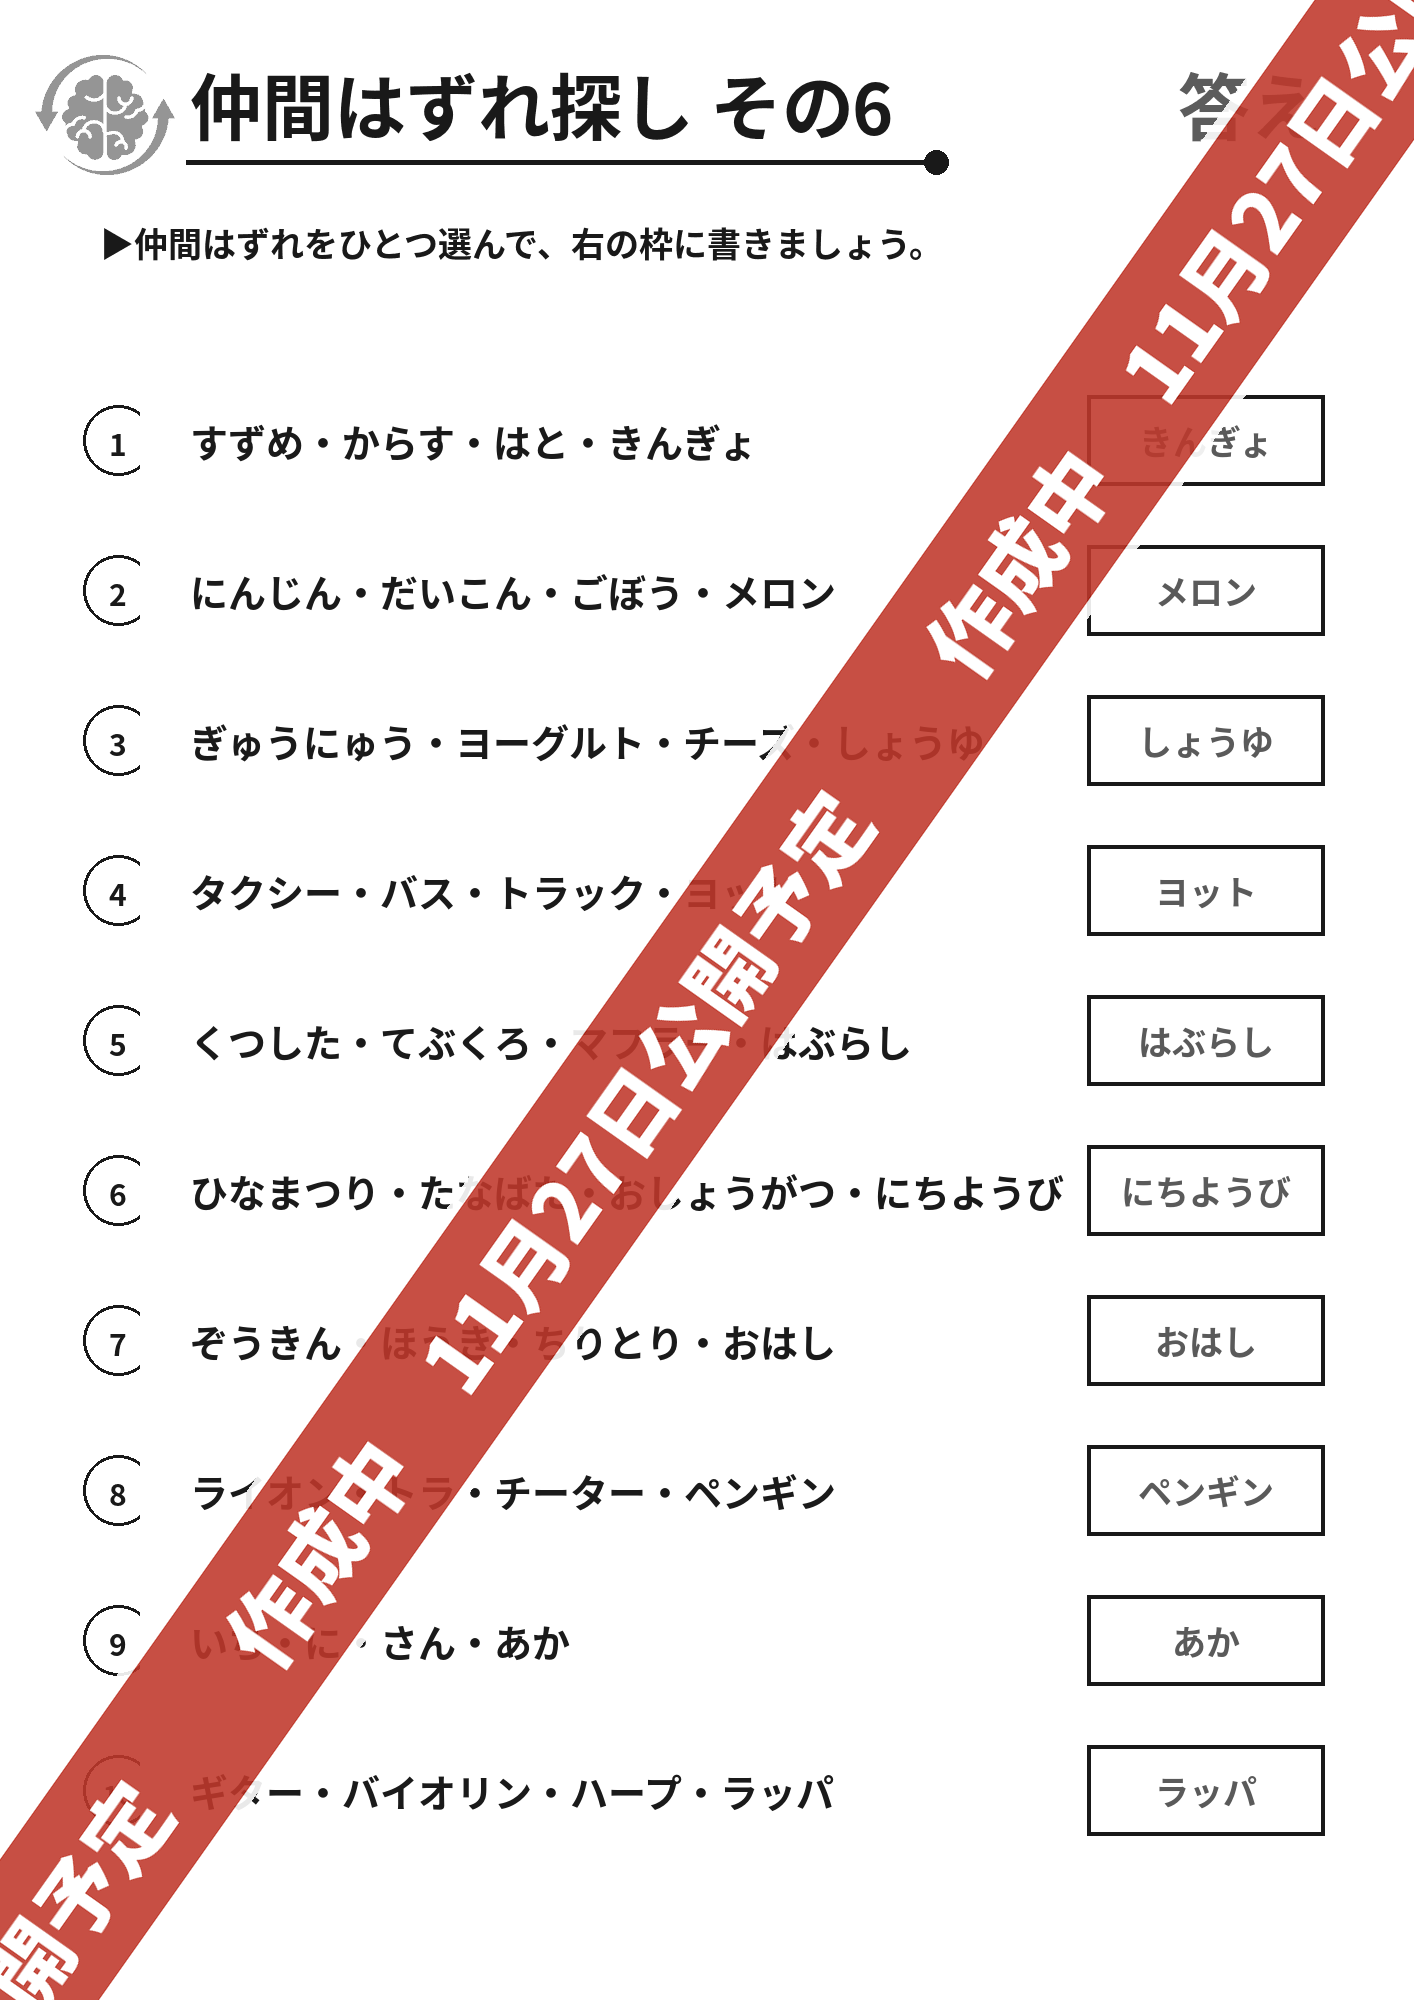 仲間はずれ探し その6
答え
▶仲間はずれをひとつ選んで、右の枠に書きましょう。
1 すずめ・からす・はと・きんぎょ きんぎょ
2 にんじん・だいこん・ごぼう・メロン メロン
3 ぎゅうにゅう・ヨーグルト・チーズ・しょうゆ しょうゆ
4 タクシー・バス・トラック・ヨット ヨット
5 くつした・てぶくろ・マフラー・はぶらし はぶらし
6 ひなまつり・たなばた・おしょうがつ・にちようび にちようび
7 ぞうきん・ほうき・ちりとり・おはし おはし
8 ライオン・トラ・チーター・ペンギン ペンギン
9 いち・に・さん・あか あか
ギター・バイオリン・ハープ・ラッパ ラッパ
開予定 作成中 11月27日公開予定 作成中 11月27日公